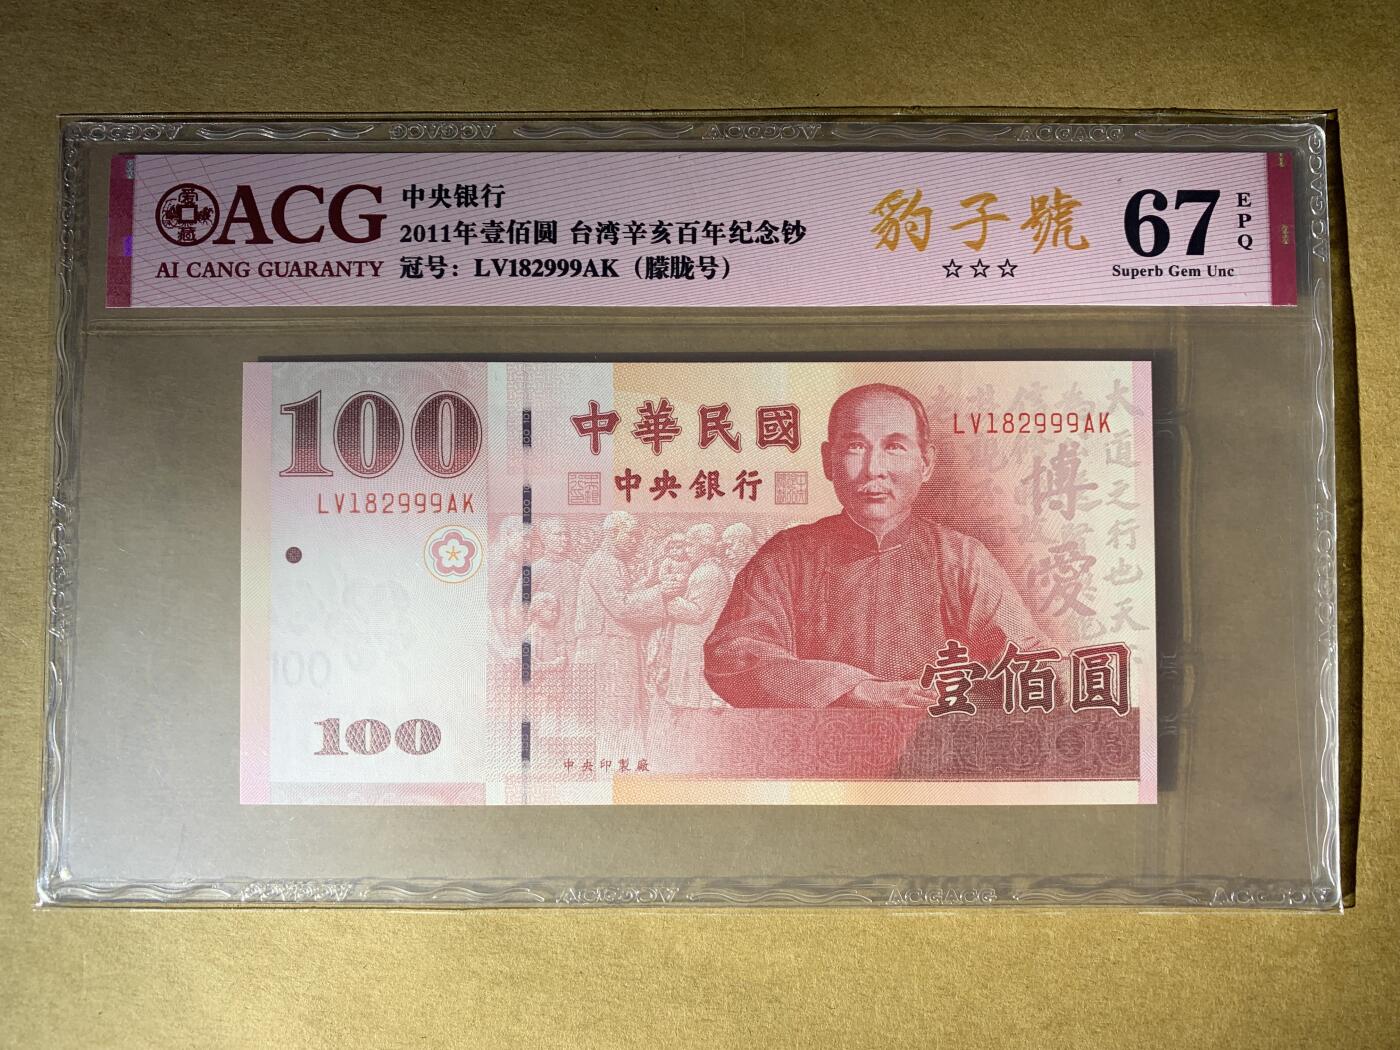 ACG
AI CANG GUARANTY
中央银行
2011年壹佰圆 台湾辛亥百年纪念钞
冠号：LV182999AK（朦胧号）
豹子號
☆☆☆
67
EPQ
Superb Gem Unc
100
中華民國
LV182999AK
中央銀行
LV182999AK
博愛
大道之行也天
壹佰圓
100
100
中央印製廠